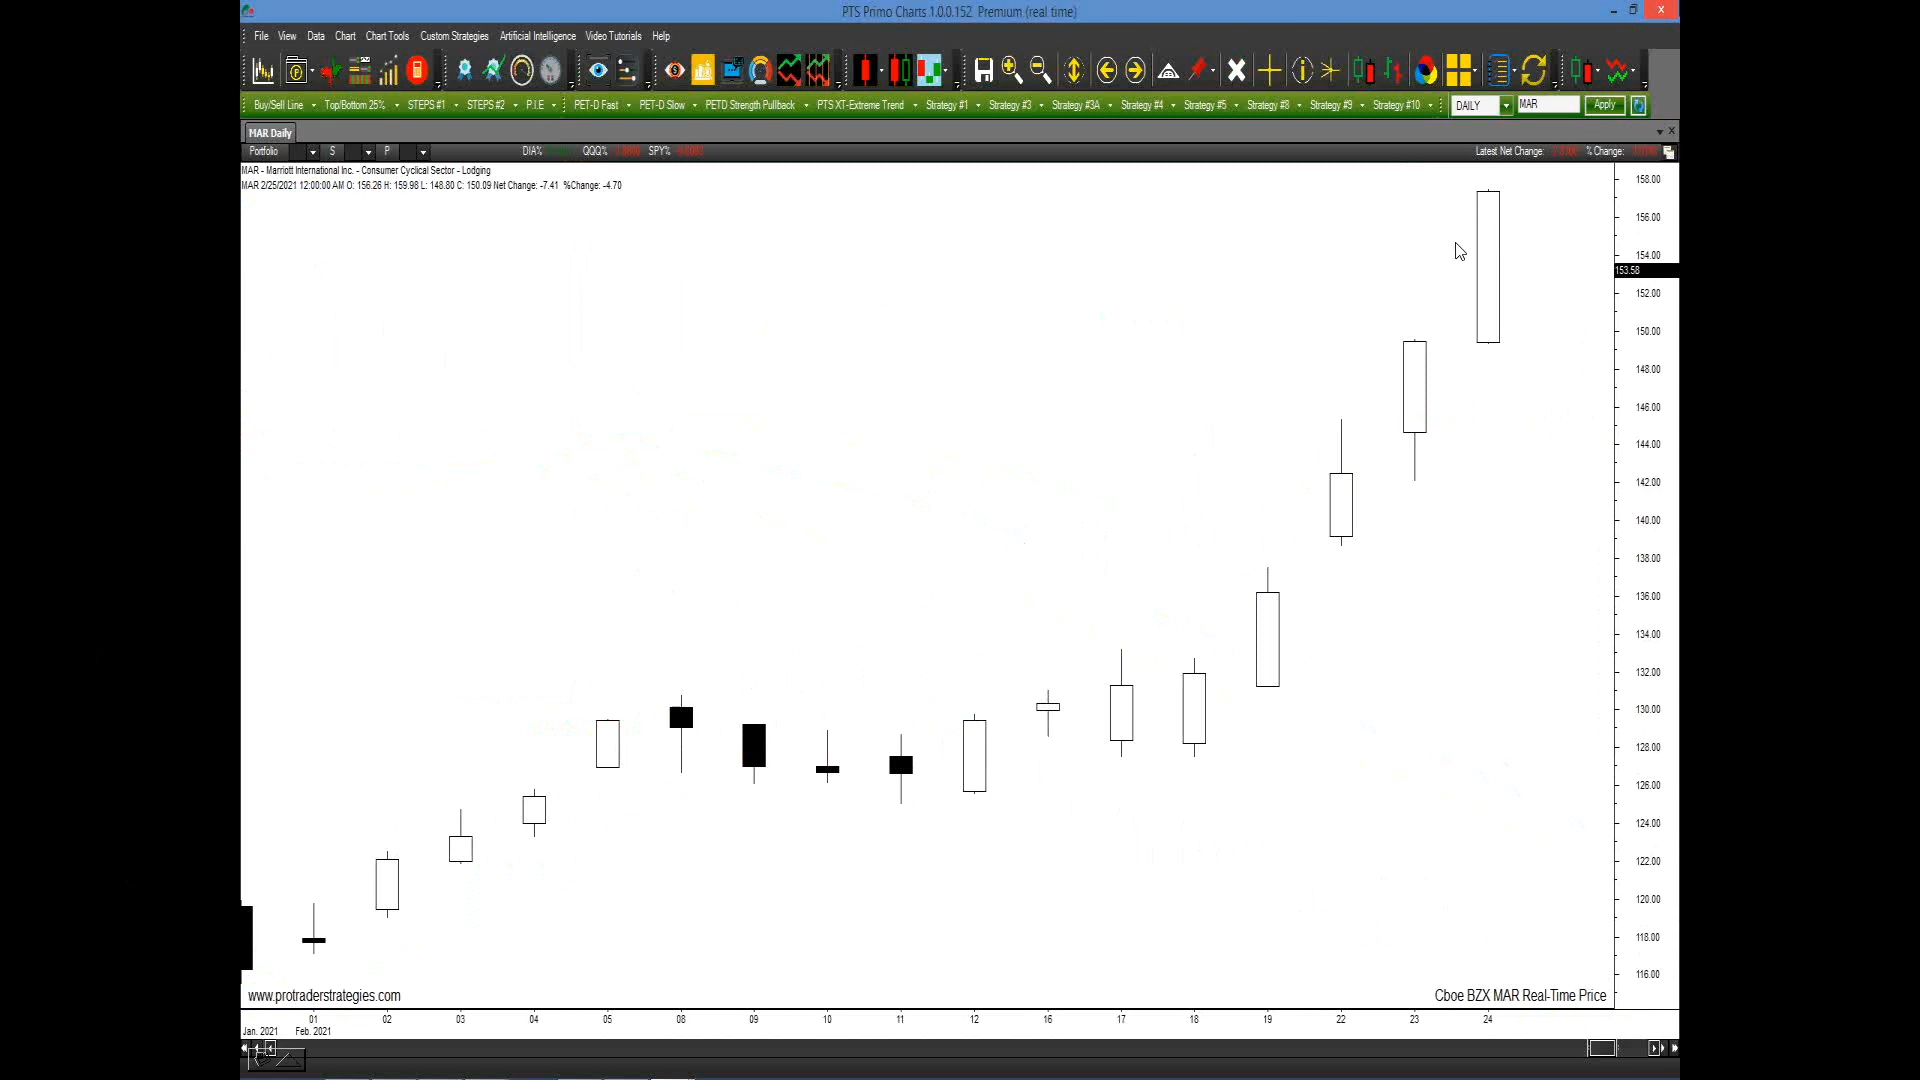 PTS Primo Charts 1.0.0.152 Premium (real time)
File View Data Chart Chart Tools Custom Strategies Artificial Intelligence Video Tutorials Help
Buy/Sell Line Top/Bottom 25% STEPS #1 STEPS #2 P.I.E PET-D Fast PET-D Slow PETD Strength Pullback PTS XT-Extreme Trend Strategy #1 Strategy #3 Strategy #3A Strategy #4 Strategy #5 Strategy #8 Strategy #9 Strategy #10 DAILY MAR Apply
MAR Daily
Portfolio S P DIA% QQQ% SPY% Latest Net Change: % Change:
MAR - Marriott International Inc. - Consumer Cyclical Sector - Lodging
MAR 2/25/2021 12:00:00 AM O: 156.26 H: 159.98 L: 148.80 C: 150.09 Net Change: -7.41 %Change: -4.70
158.00
156.00
154.00
153.58
152.00
150.00
148.00
146.00
144.00
142.00
140.00
138.00
136.00
134.00
132.00
130.00
128.00
126.00
124.00
122.00
120.00
118.00
116.00
www.protraderstrategies.com
Cboe BZX MAR Real-Time Price
01 02 03 04 05 08 09 10 11 12 16 17 18 19 22 23 24
Jan. 2021 Feb. 2021